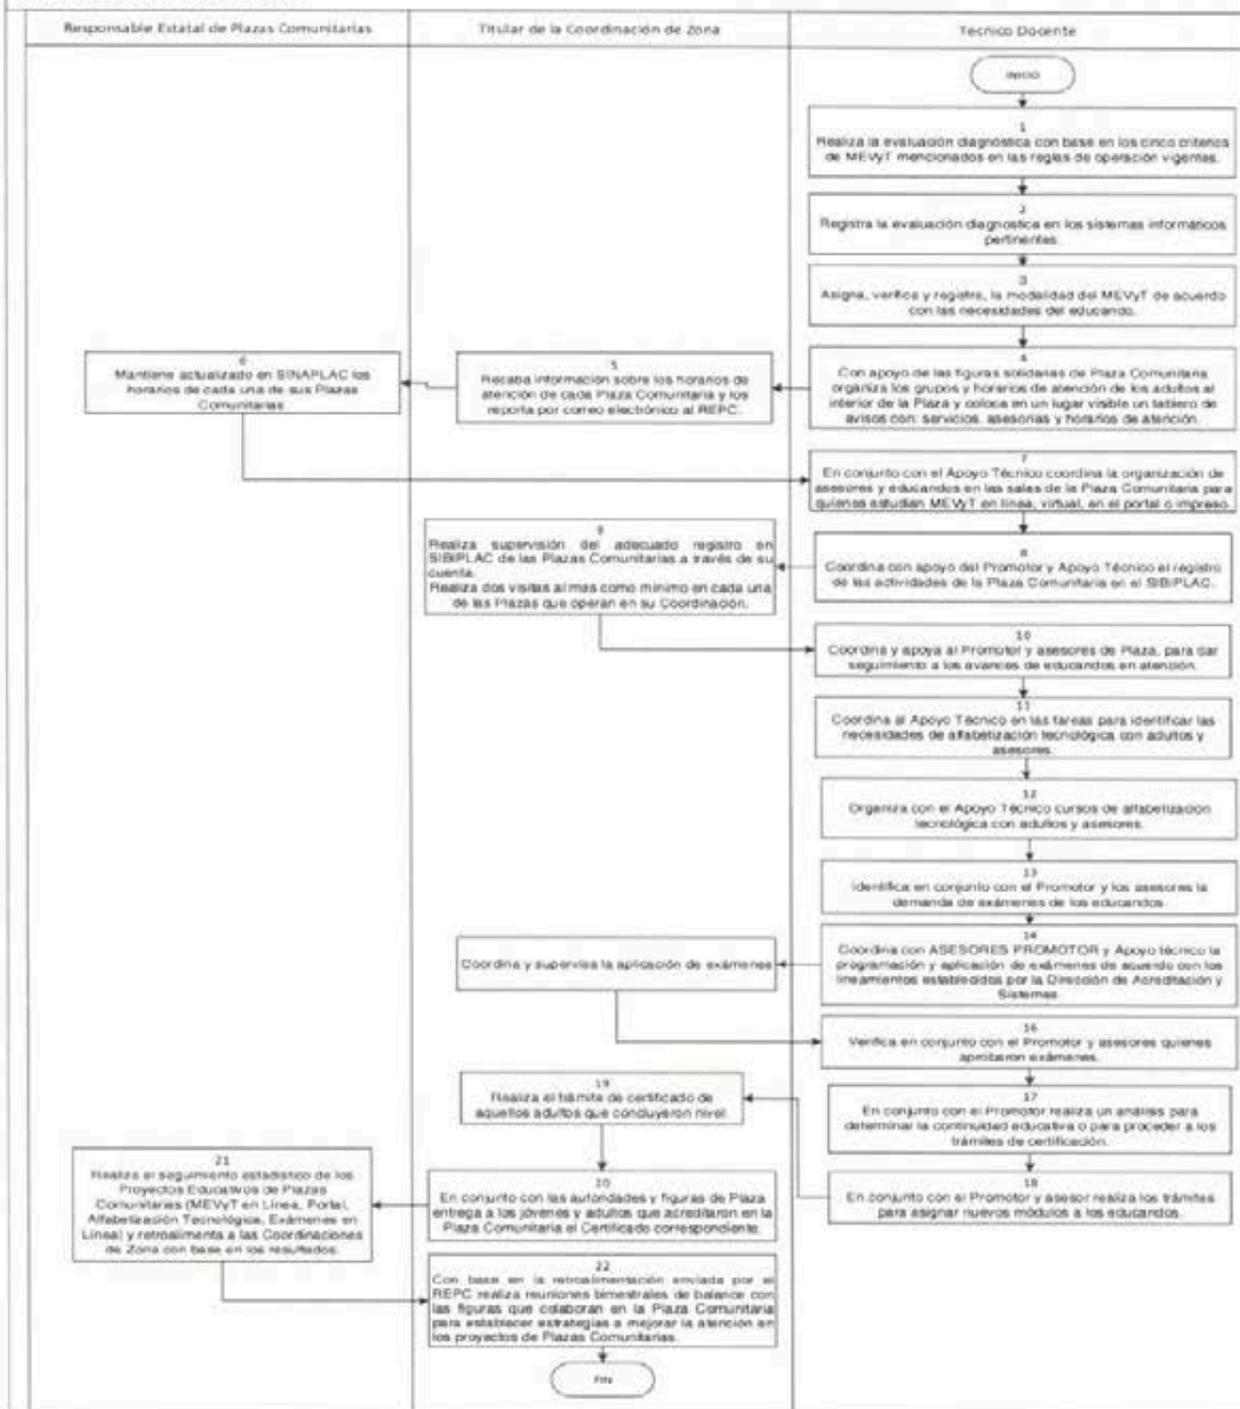 Responsable Estatal de Plazas Comunitarias
Titular de la Coordinación de Zona
Tecnico Docente
INICIO
1
Realiza la evaluación diagnóstica con base en los cinco criterios
de MEVyT mencionados en las reglas de operación vigentes.
2
Registra la evaluación diagnostica en los sistemas informáticos
pertinentes.
3
Asigna, verifica y registra, la modalidad del MEVyT de acuerdo
con las necesidades del educando.
4
Con apoyo de las figuras solidarias de Plaza Comunitaria
organiza los grupos y horarios de atención de los adultos al
interior de la Plaza y coloca en un lugar visible un tablero de
avisos con: servicios, asesorías y horarios de atención.
5
Recaba información sobre los horarios de
atención de cada Plaza Comunitaria y los
reporta por correo electrónico al REPC.
6
Mantiene actualizado en SINAPLAC los
horarios de cada una de sus Plazas
Comunitarias.
7
En conjunto con el Apoyo Técnico coordina la organización de
asesores y educandos en las salas de la Plaza Comunitaria para
quienes estudian MEVyT en línea, virtual, en el portal o impreso.
8
Coordina con apoyo del Promotor y Apoyo Técnico el registro
de las actividades de la Plaza Comunitaria en el SIBIPLAC.
9
Realiza supervisión del adecuado registro en
SIBIPLAC de las Plazas Comunitarias a través de su
cuenta.
Realiza dos visitas al mes como mínimo en cada una
de las Plazas que operan en su Coordinación.
10
Coordina y apoya al Promotor y asesores de Plaza, para dar
seguimiento a los avances de educandos en atención.
11
Coordina al Apoyo Técnico en las tareas para identificar las
necesidades de alfabetización tecnológica con adultos y
asesores.
12
Organiza con el Apoyo Técnico cursos de alfabetización
tecnológica con adultos y asesores.
13
Identifica en conjunto con el Promotor y los asesores la
demanda de exámenes de los educandos
14
Coordina con ASESORES PROMOTOR y Apoyo técnico la
programación y aplicación de exámenes de acuerdo con los
lineamientos establecidos por la Dirección de Acreditación y
Sistemas
Coordina y supervisa la aplicación de exámenes
16
Verifica en conjunto con el Promotor y asesores quienes
aprobaron exámenes.
17
En conjunto con el Promotor realiza un análisis para
determinar la continuidad educativa o para proceder a los
trámites de certificación.
18
En conjunto con el Promotor y asesor realiza los trámites
para asignar nuevos módulos a los educandos.
19
Realiza el trámite de certificado de
aquellos adultos que concluyeron nivel.
20
En conjunto con las autoridades y figuras de Plaza
entrega a los jóvenes y adultos que acreditaron en la
Plaza Comunitaria el Certificado correspondiente.
21
Realiza el seguimiento estadístico de los
Proyectos Educativos de Plazas
Comunitarias (MEVyT en Línea, Portal,
Alfabetización Tecnológica, Exámenes en
Línea) y retroalimenta a las Coordinaciones
de Zona con base en los resultados.
22
Con base en la retroalimentación enviada por el
REPC realiza reuniones bimestrales de balance con
las figuras que colaboran en la Plaza Comunitaria
para establecer estrategias a mejorar la atención en
los proyectos de Plazas Comunitarias.
FIN